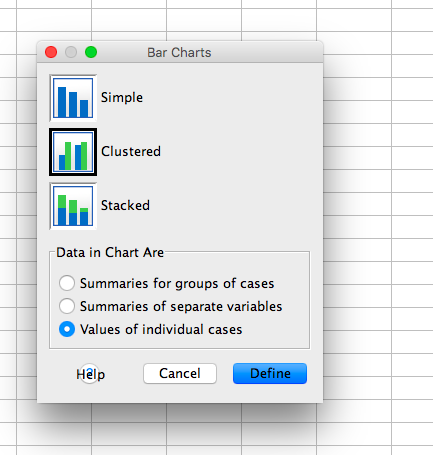 Bar Charts
Simple
Clustered
Stacked
Data in Chart Are
Summaries for groups of cases
Summaries of separate variables
Values of individual cases
Help
Cancel
Define